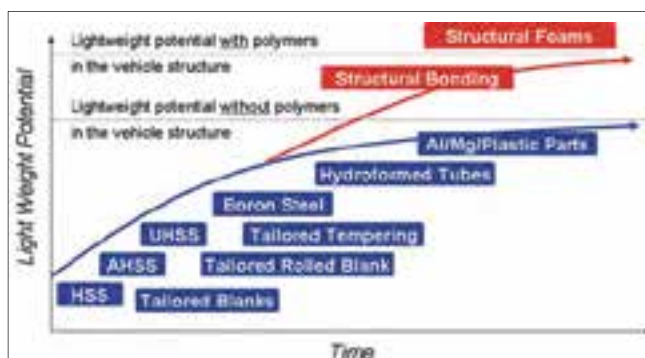 Structural Foams
Lightweight potential with polymers
in the vehicle structure
Structural Bonding
Lightweight potential without polymers
in the vehicle structure
Al/Mg/Plastic Parts
Hydroformed Tubes
Boron Steel
UHSS
Tailored Tempering
AHSS
Tailored Rolled Blank
HSS
Tailored Blanks
Light Weight Potential
Time